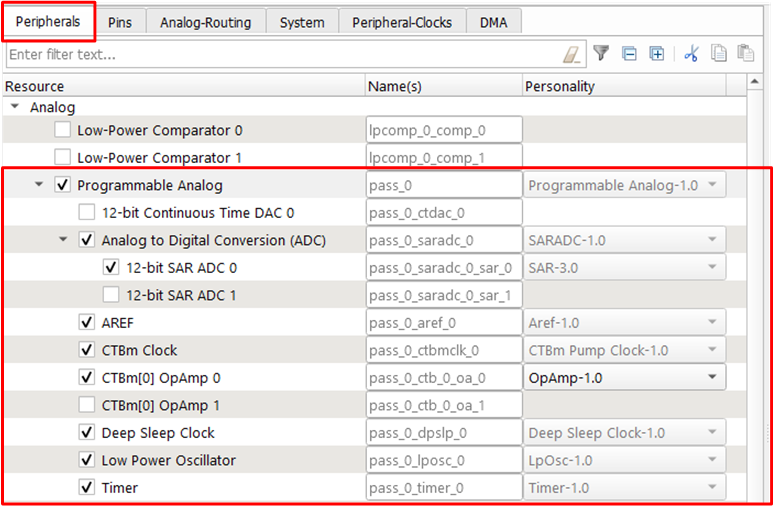 Peripherals Pins Analog-Routing System Peripheral-Clocks DMA
Enter filter text...
Resource Name(s) Personality
Analog
Low-Power Comparator 0 lpcomp_0_comp_0
Low-Power Comparator 1 lpcomp_0_comp_1
Programmable Analog pass_0 Programmable Analog-1.0
12-bit Continuous Time DAC 0 pass_0_ctdac_0
Analog to Digital Conversion (ADC) pass_0_saradc_0 SARADC-1.0
12-bit SAR ADC 0 pass_0_saradc_0_sar_0 SAR-3.0
12-bit SAR ADC 1 pass_0_saradc_0_sar_1
AREF pass_0_aref_0 Aref-1.0
CTBm Clock pass_0_ctbmclk_0 CTBm Pump Clock-1.0
CTBm[0] OpAmp 0 pass_0_ctb_0_oa_0 OpAmp-1.0
CTBm[0] OpAmp 1 pass_0_ctb_0_oa_1
Deep Sleep Clock pass_0_dpslp_0 Deep Sleep Clock-1.0
Low Power Oscillator pass_0_lposc_0 LpOsc-1.0
Timer pass_0_timer_0 Timer-1.0